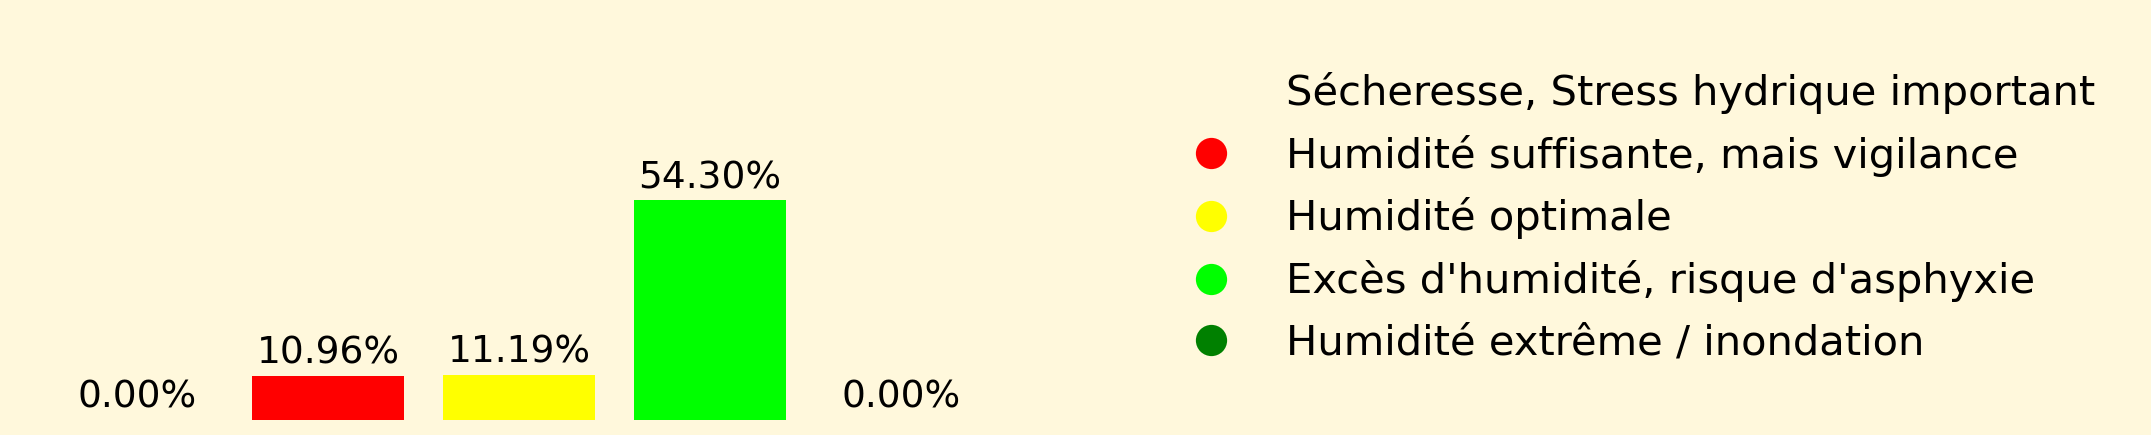 54.30%
10.96%
11.19%
0.00%
0.00%
Sécheresse, Stress hydrique important
Humidité suffisante, mais vigilance
Humidité optimale
Excès d'humidité, risque d'asphyxie
Humidité extrême / inondation